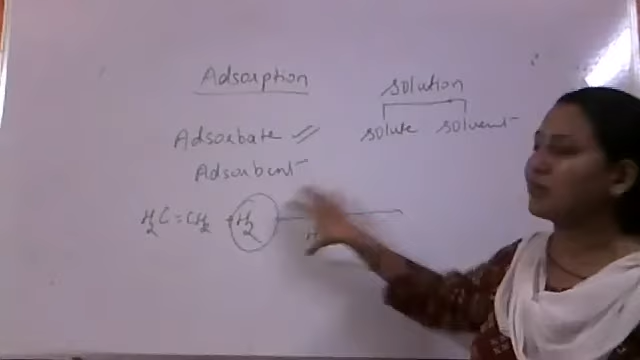 Adsorption
solution
Adsorbate
solute solvent
Adsorbent
H2C=CH2 + H2
H